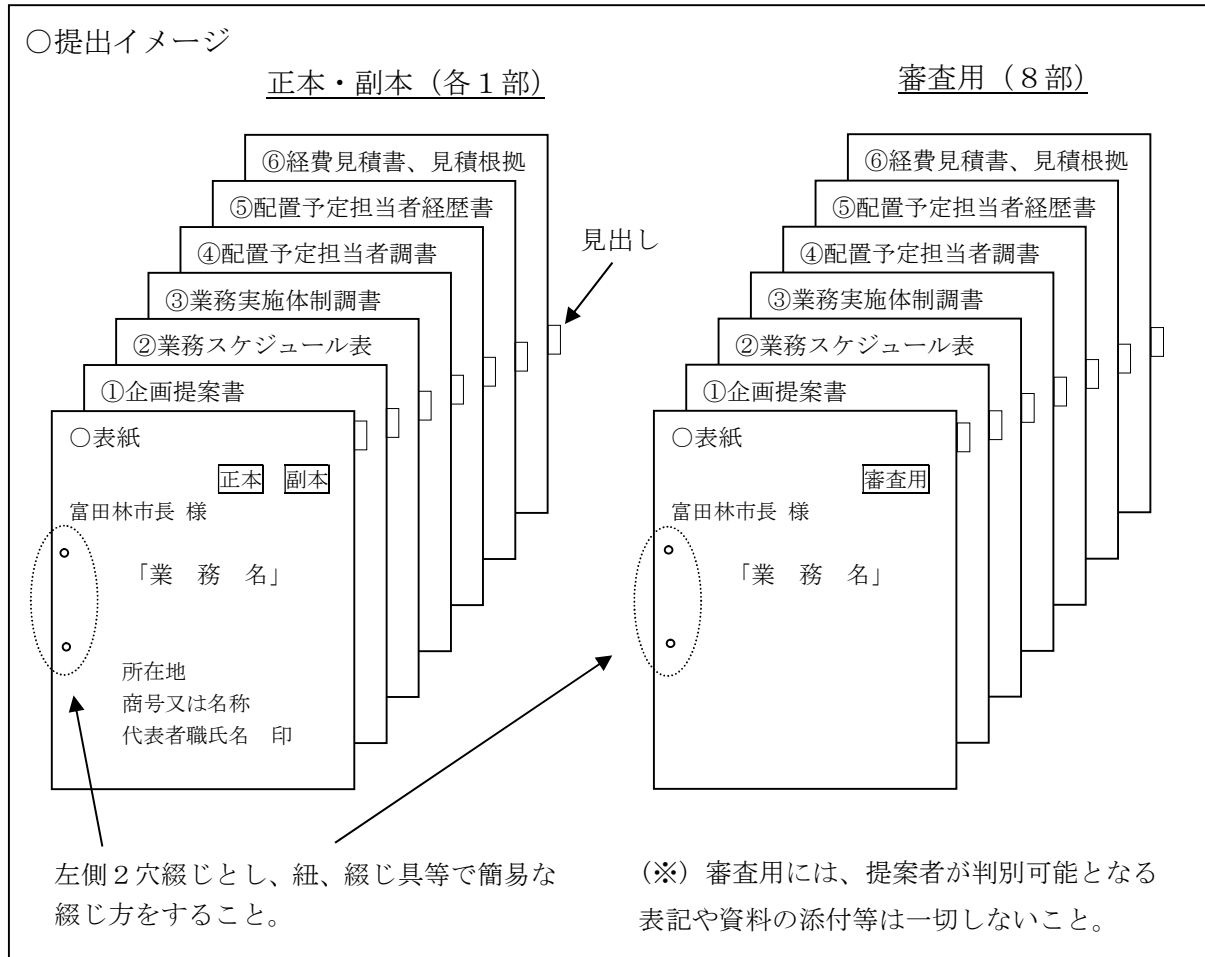 ○提出イメージ
正本・副本（各１部）
⑥経費見積書、見積根拠
⑤配置予定担当者経歴書
④配置予定担当者調書
③業務実施体制調書
②業務スケジュール表
①企画提案書
○表紙
正本 副本
富田林市長 様
「業　務　名」
所在地
商号又は名称
代表者職氏名　印
見出し
左側２穴綴じとし、紐、綴じ具等で簡易な
綴じ方をすること。
審査用（８部）
⑥経費見積書、見積根拠
⑤配置予定担当者経歴書
④配置予定担当者調書
③業務実施体制調書
②業務スケジュール表
①企画提案書
○表紙
審査用
富田林市長 様
「業　務　名」
（※）審査用には、提案者が判別可能となる
表記や資料の添付等は一切しないこと。